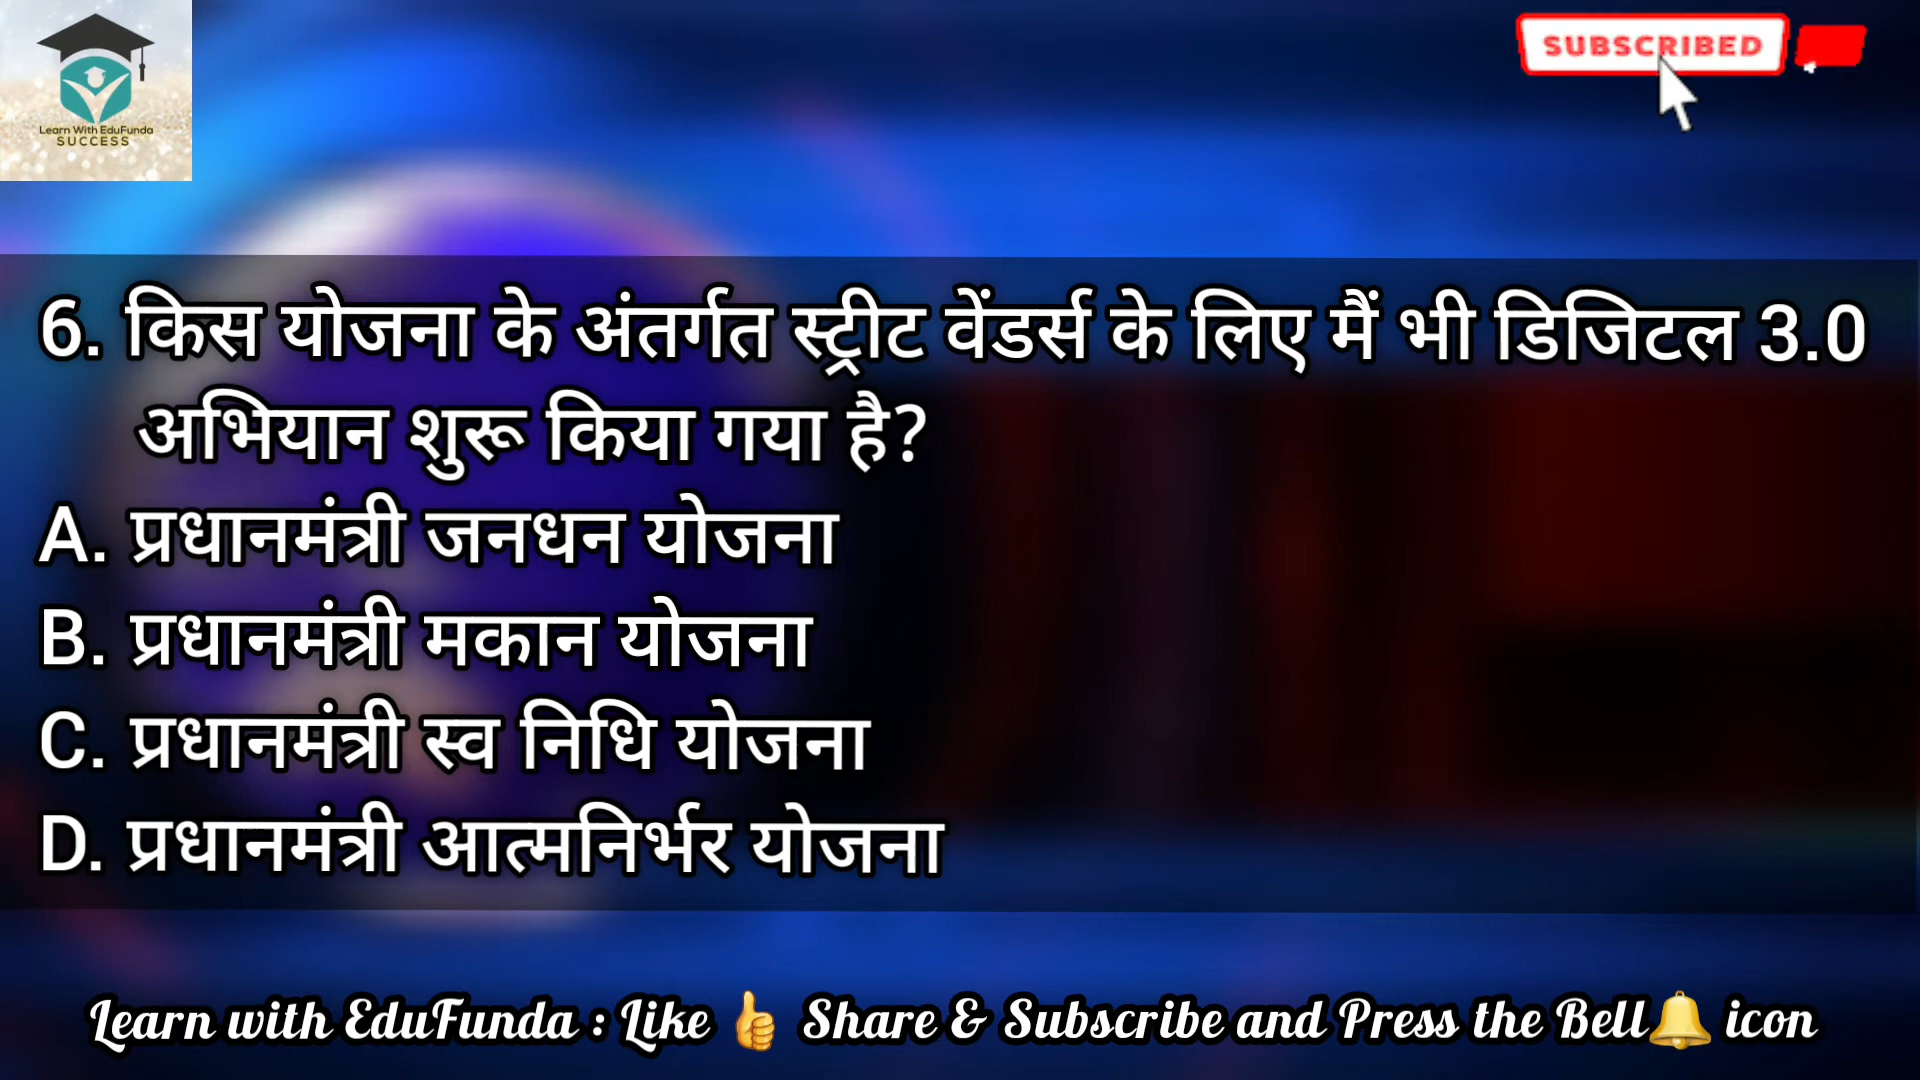 Learn With EduFunda
SUCCESS
SUBSCRIBED
6. किस योजना के अंतर्गत स्ट्रीट वेंडर्स के लिए मैं भी डिजिटल 3.0
अभियान शुरू किया गया है?
A. प्रधानमंत्री जनधन योजना
B. प्रधानमंत्री मकान योजना
C. प्रधानमंत्री स्व निधि योजना
D. प्रधानमंत्री आत्मनिर्भर योजना
Learn with EduFunda : Like 👍 Share & Subscribe and Press the Bell🔔 icon